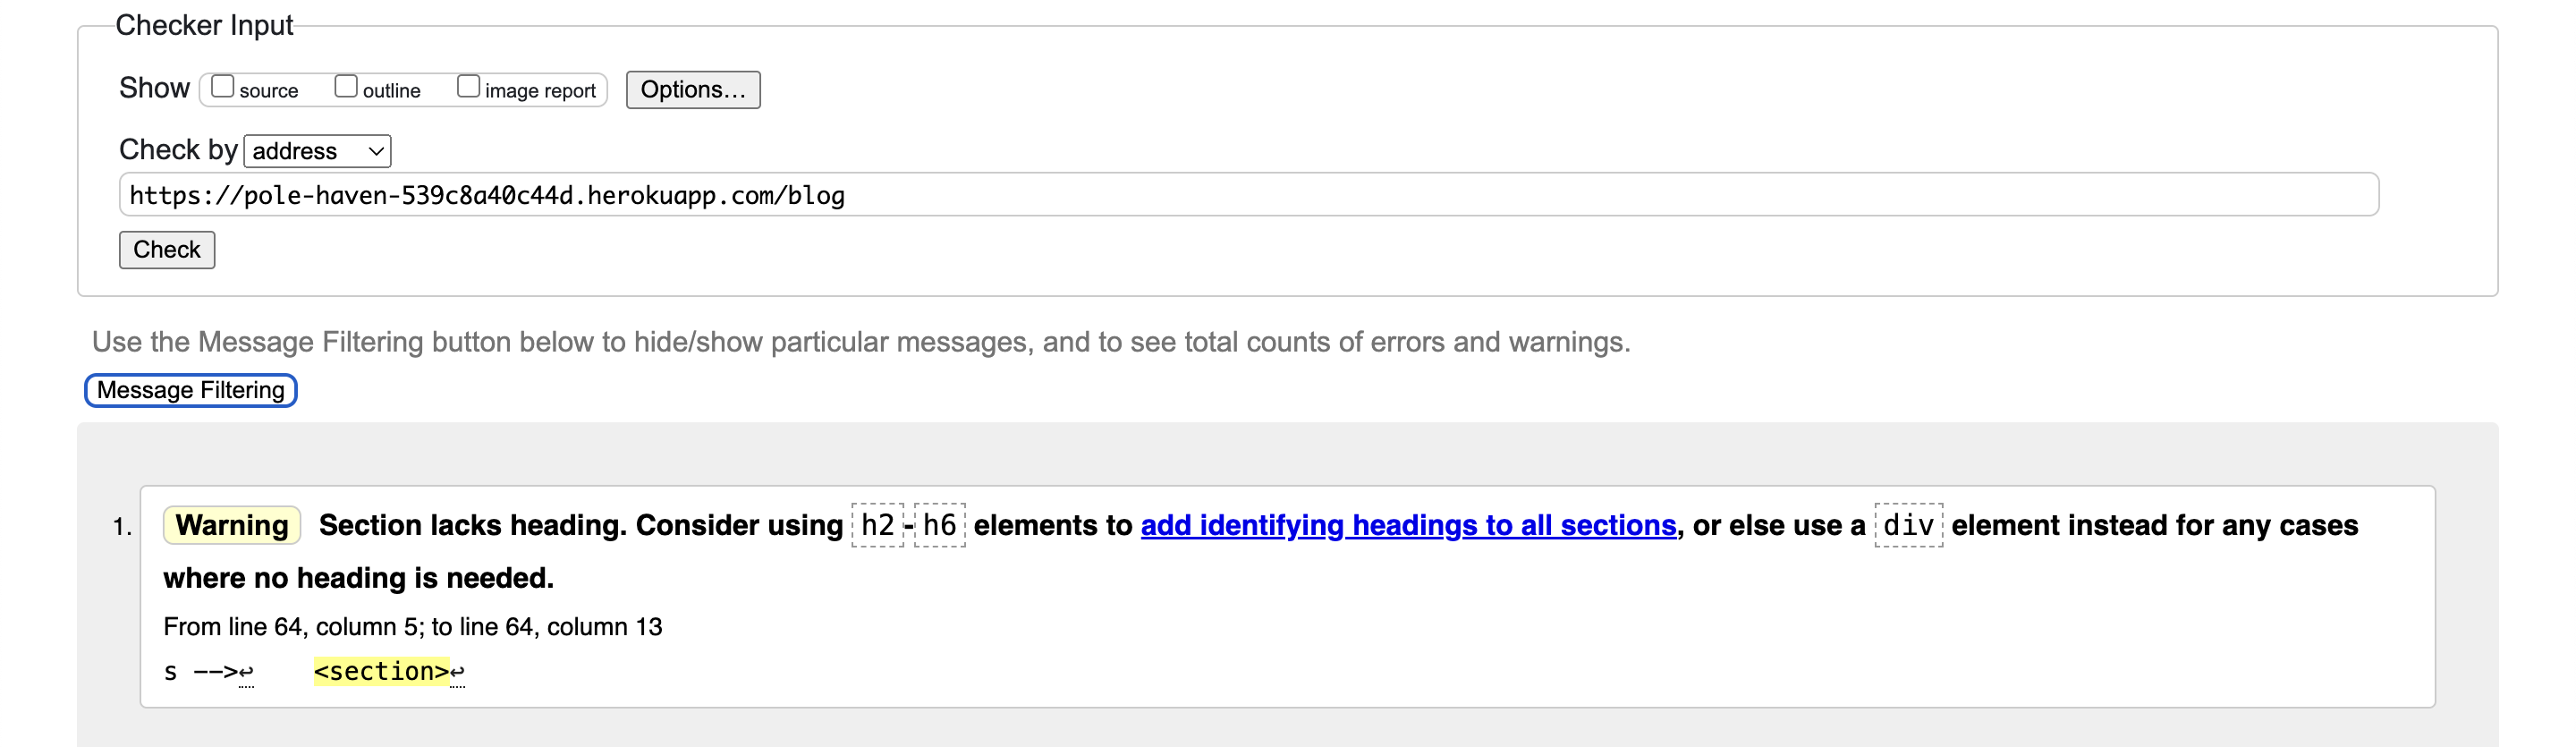 Checker Input
Show source outline image report Options...
Check by address
https://pole-haven-539c8a40c44d.herokuapp.com/blog
Check
Use the Message Filtering button below to hide/show particular messages, and to see total counts of errors and warnings.
Message Filtering
1. Warning Section lacks heading. Consider using h2-h6 elements to add identifying headings to all sections, or else use a div element instead for any cases
where no heading is needed.
From line 64, column 5; to line 64, column 13
s -->↩ <section>↩